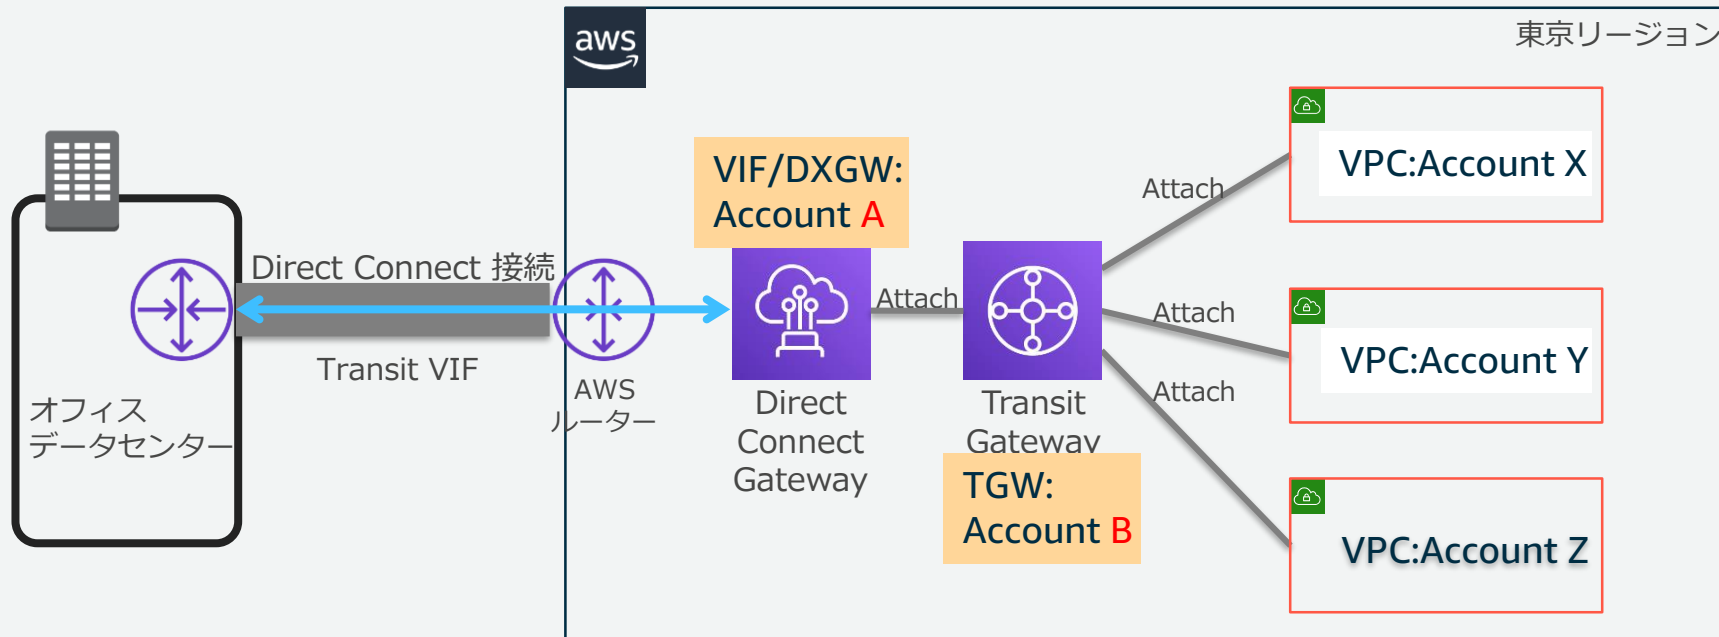 aws
東京リージョン
VIF/DXGW:
Account A
VPC:Account X
Attach
Direct Connect 接続
Attach
Attach
VPC:Account Y
Transit VIF
AWS
ルーター
Direct
Connect
Gateway
Transit
Gateway
Attach
オフィス
データセンター
TGW:
Account B
VPC:Account Z